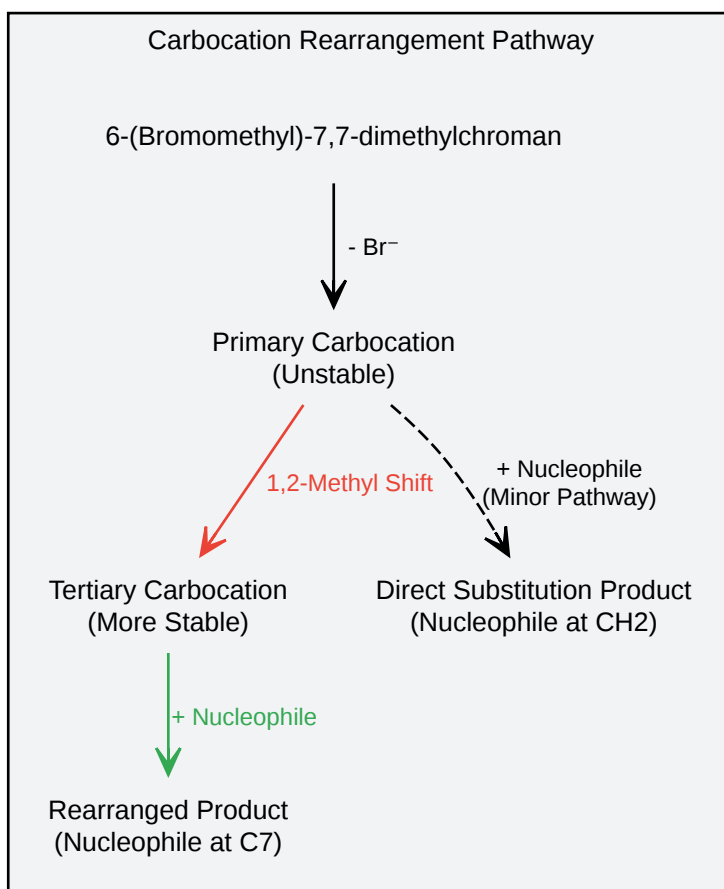 Carbocation Rearrangement Pathway
6-(Bromomethyl)-7,7-dimethylchroman
- Br⁻
Primary Carbocation
(Unstable)
1,2-Methyl Shift
+ Nucleophile
(Minor Pathway)
Tertiary Carbocation
(More Stable)
Direct Substitution Product
(Nucleophile at CH2)
+ Nucleophile
Rearranged Product
(Nucleophile at C7)